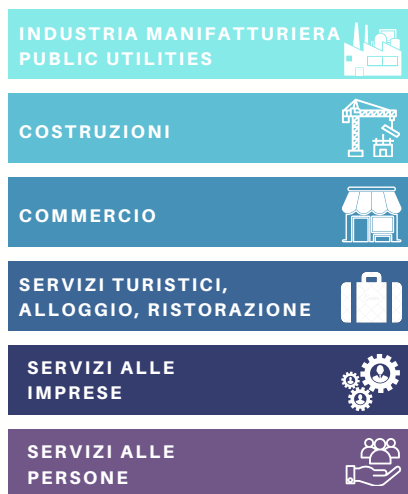 INDUSTRIA MANIFATTURIERA
PUBLIC UTILITIES
COSTRUZIONI
COMMERCIO
SERVIZI TURISTICI,
ALLOGGIO, RISTORAZIONE
SERVIZI ALLE
IMPRESE
SERVIZI ALLE
PERSONE